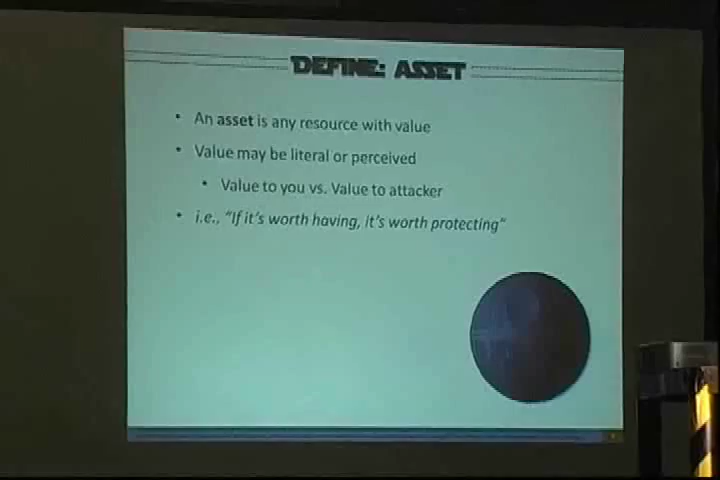 DEFINE: ASSET
An asset is any resource with value
Value may be literal or perceived
Value to you vs. Value to attacker
i.e., "If it's worth having, it's worth protecting"